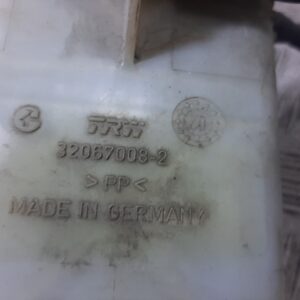 TRW
32067008-2
>PP<
MADE IN GERMANY